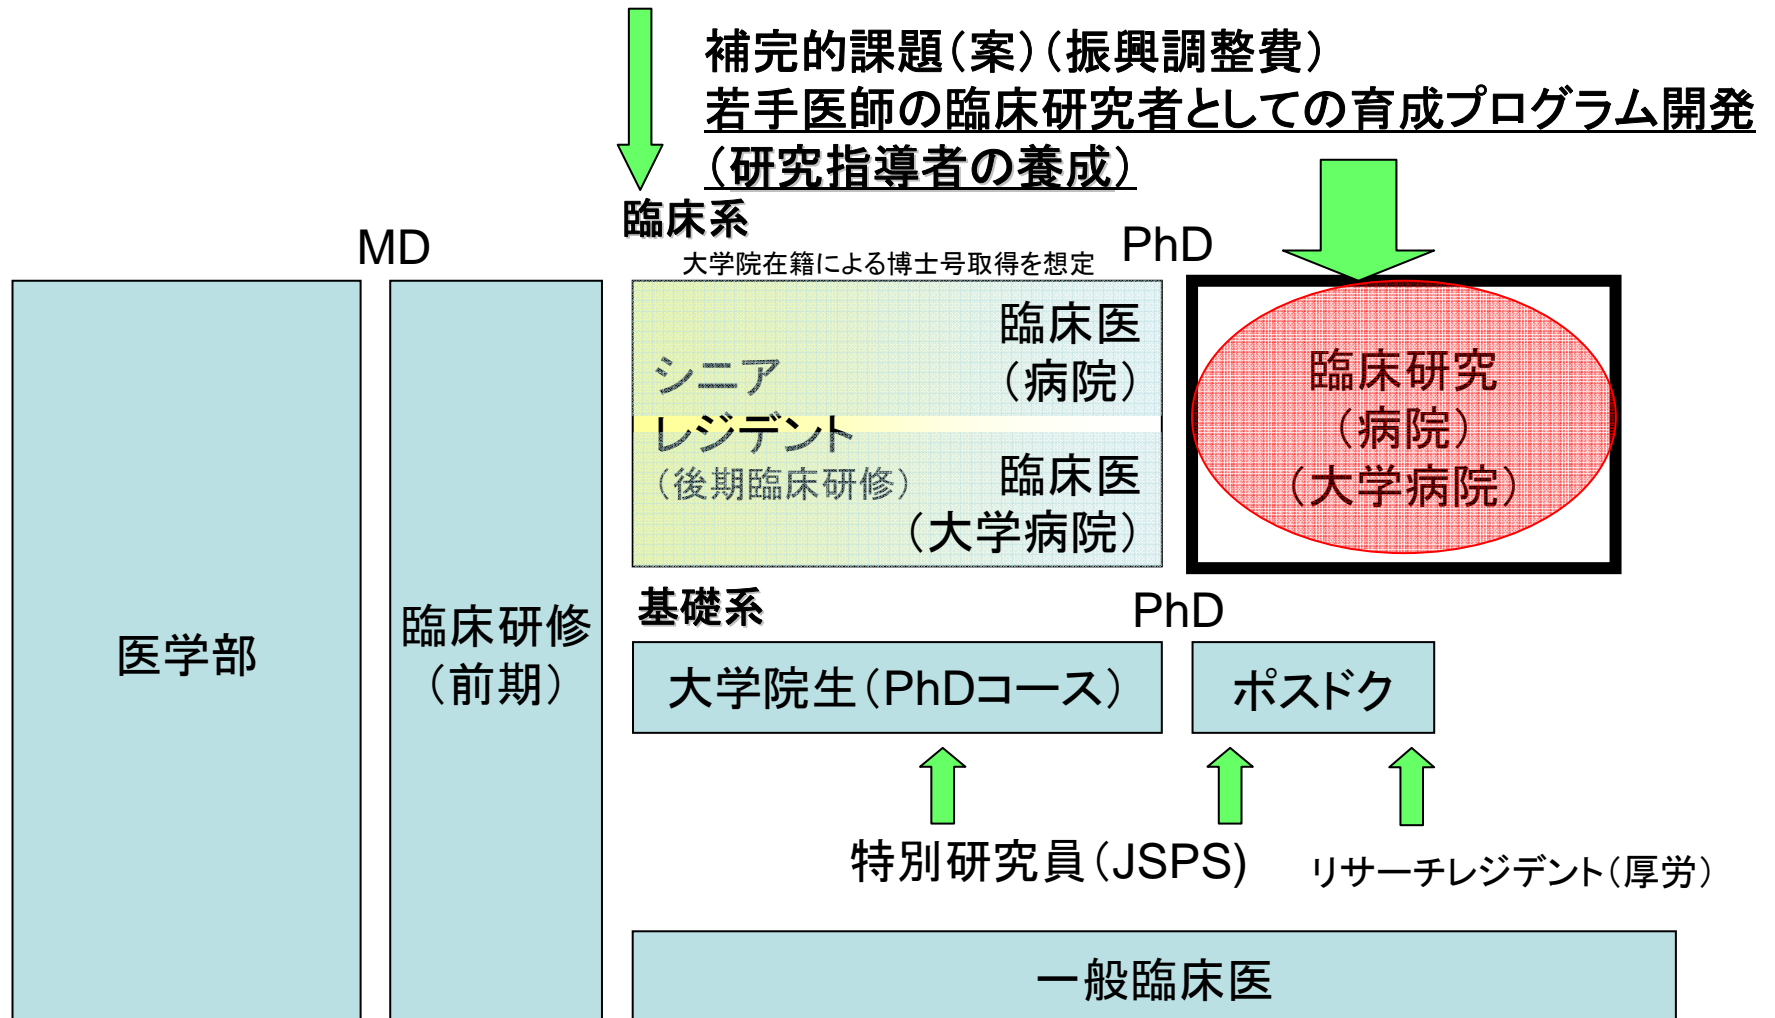 補完的課題（案）（振興調整費）
若手医師の臨床研究者としての育成プログラム開発
（研究指導者の養成）
臨床系
MD
大学院在籍による博士号取得を想定
PhD
シニア
レジデント
（後期臨床研修）
臨床医
（病院）
臨床医
（大学病院）
臨床研究
（病院）
（大学病院）
医学部
臨床研修
（前期）
基礎系
PhD
大学院生（PhDコース）
ポスドク
特別研究員（JSPS)
リサーチレジデント（厚労）
一般臨床医